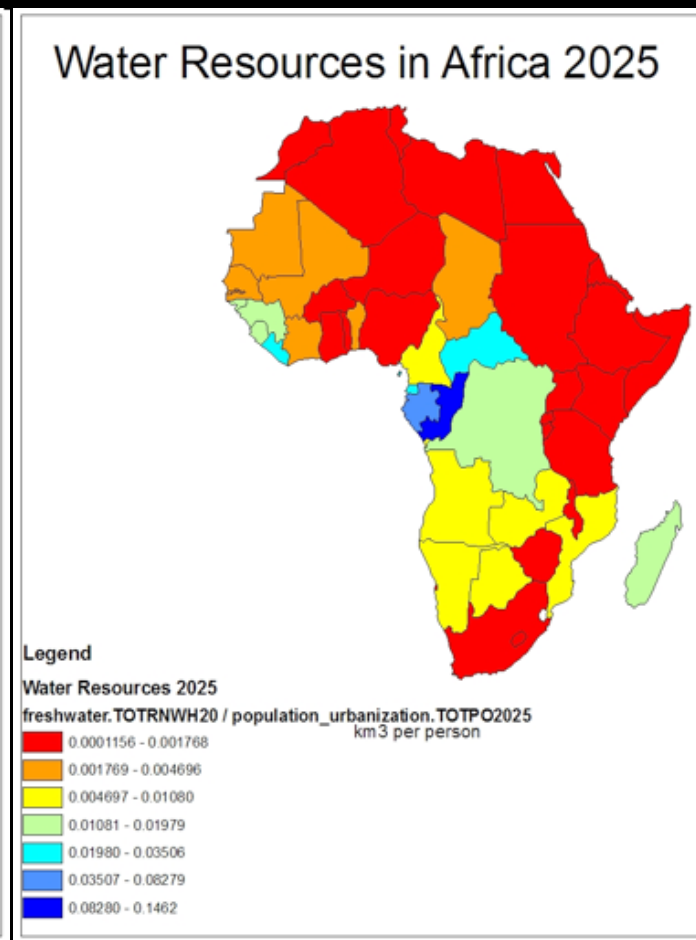 Water Resources in Africa 2025
Legend
Water Resources 2025
freshwater.TOTRNWH20 / population_urbanization.TOTPO2025
km3 per person
0.0001156 - 0.001768
0.001769 - 0.004696
0.004697 - 0.01080
0.01081 - 0.01979
0.01980 - 0.03506
0.03507 - 0.08279
0.08280 - 0.1462